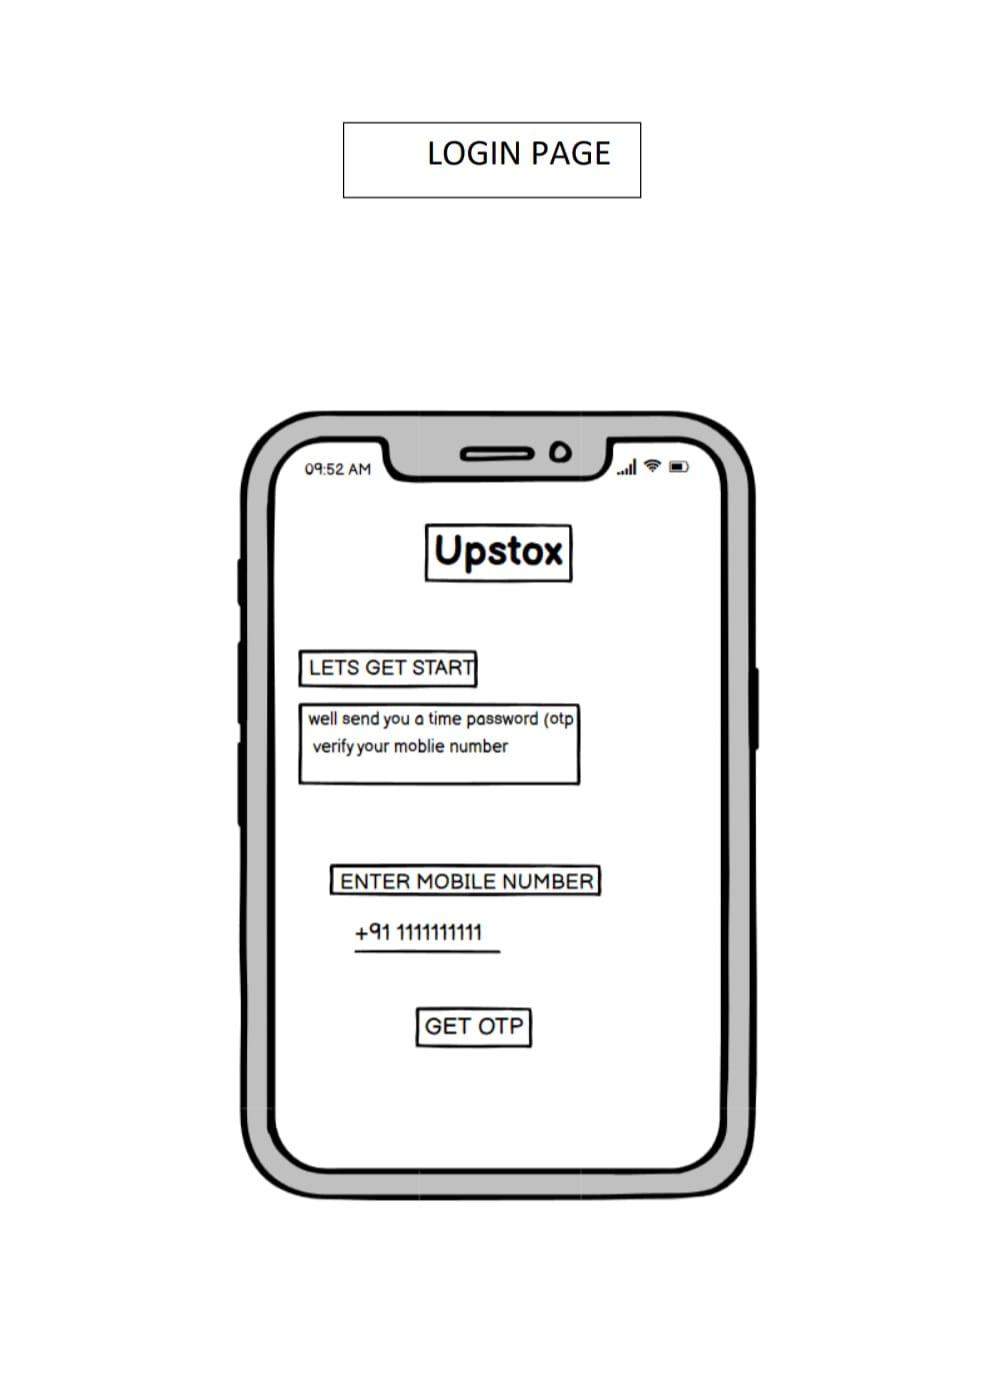 LOGIN PAGE
09:52 AM
Upstox
LETS GET START
well send you a time password (otp
verify your moblie number
ENTER MOBILE NUMBER
+91 1111111111
GET OTP